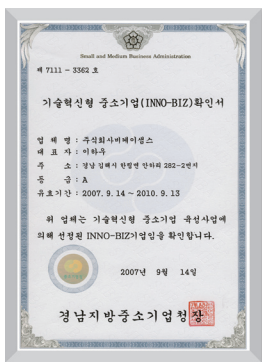 Small and Medium Business Administration
제 7111 - 3362 호
기술혁신형 중소기업(INNO-BIZ)확인서
업 체 명 : 주식회사비제이샘스
대 표 자 : 이하우
주 소 : 경남 김해시 한림면 안하리 282-2번지
등 급 : A
유효기간 : 2007. 9. 14 ~ 2010. 9. 13
위 업체는 기술혁신형 중소기업 육성사업에
의해 선정된 INNO-BIZ기업임을 확인합니다.
2007년 9월 14일
경남지방중소기업청장